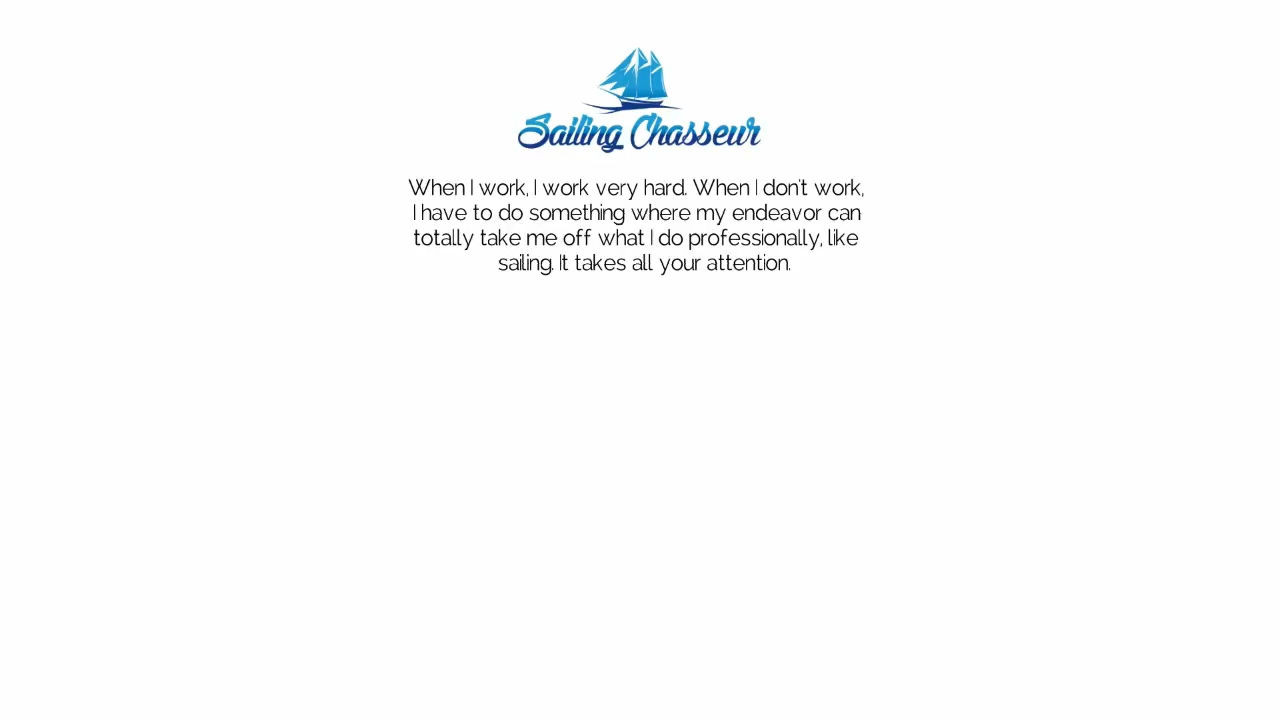 Sailing Chasseur
When I work, I work very hard. When I don't work,
I have to do something where my endeavor can
totally take me off what I do professionally, like
sailing. It takes all your attention.